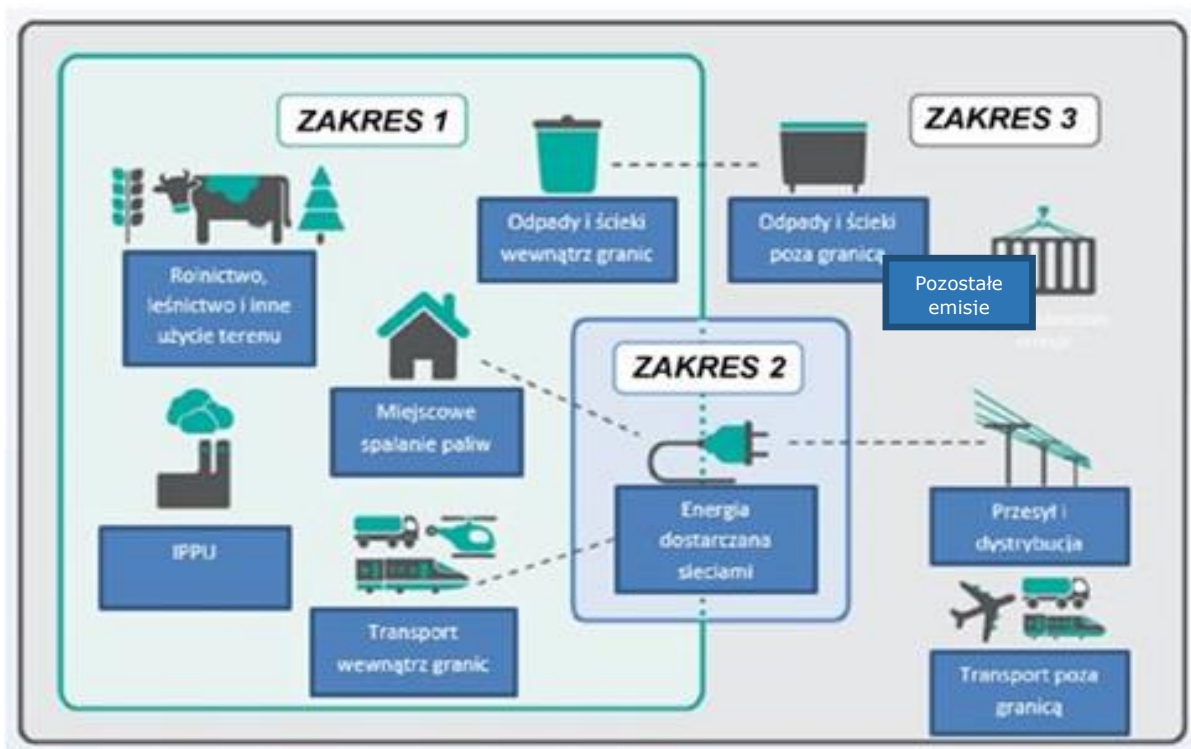 ZAKRES 1
ZAKRES 3
Odpady i ścieki
wewnątrz granic
Odpady i ścieki
poza granicą
Rolnictwo,
leśnictwo i inne
użycie terenu
Pozostałe
emisje
ZAKRES 2
Miejscowe
spalanie paliw
Energia
dostarczana
sieciami
Przesył i
dystrybucja
IPPU
Transport
wewnątrz granic
Transport poza
granicą